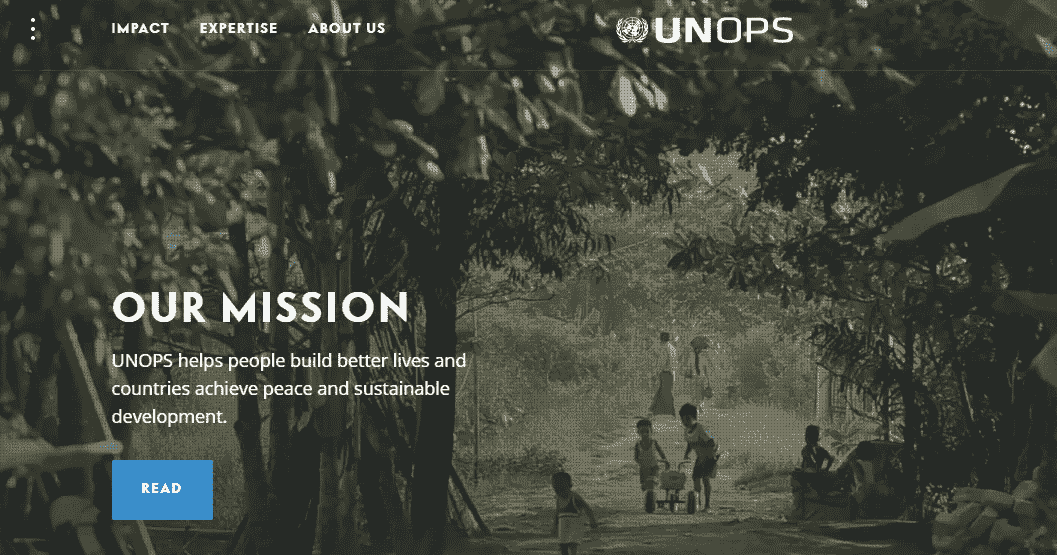 IMPACT EXPERTISE ABOUT US UNOPS
OUR MISSION
UNOPS helps people build better lives and
countries achieve peace and sustainable
development.
READ